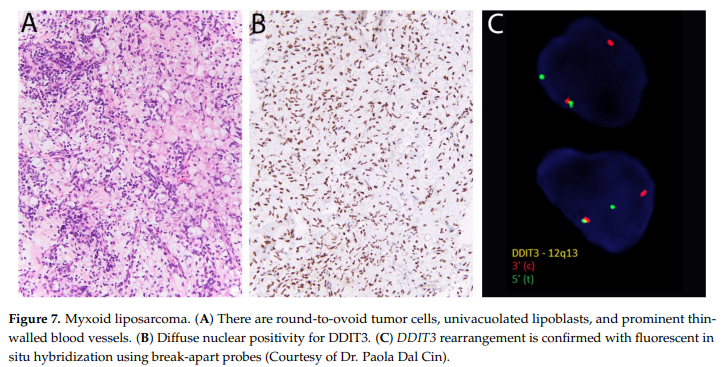 A
B
C
DDIT3 - 12q13
3' (c)
5' (t)
Figure 7. Myxoid liposarcoma. (A) There are round-to-ovoid tumor cells, univacuolated lipoblasts, and prominent thin-
walled blood vessels. (B) Diffuse nuclear positivity for DDIT3. (C) DDIT3 rearrangement is confirmed with fluorescent in
situ hybridization using break-apart probes (Courtesy of Dr. Paola Dal Cin).